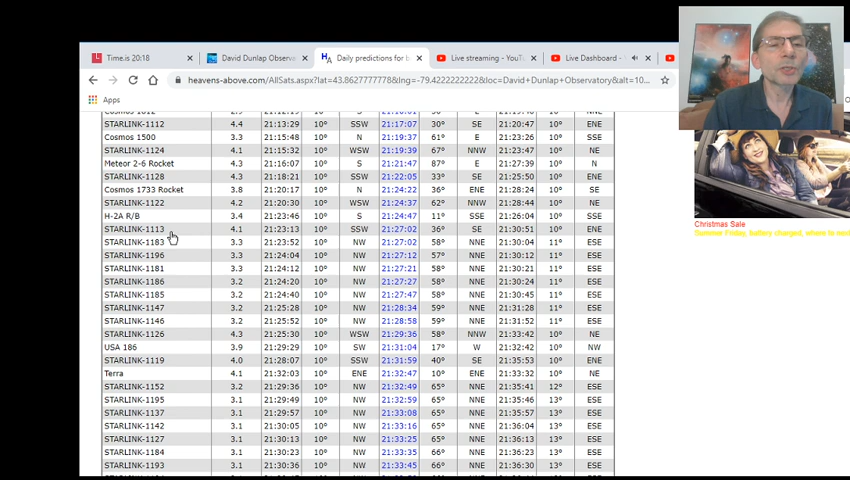 Time.is 20:18
David Dunlap Observa
Daily predictions for b
Live streaming - YouTu
Live Dashboard -
heavens-above.com/AllSats.aspx?lat=43.8627777778&lng=-79.4222222222&loc=David+Dunlap+Observatory&alt=10...
Apps
STARLINK-1112 4.4 21:13:29 10° SSW 21:17:07 30° SE 21:20:47 10° ENE
Cosmos 1500 3.3 21:15:48 10° N 21:19:37 61° E 21:23:26 10° SSE
STARLINK-1124 4.1 21:15:32 10° WSW 21:19:39 67° NNW 21:23:47 10° NE
Meteor 2-6 Rocket 4.3 21:16:07 10° S 21:21:47 87° E 21:27:39 10° N
STARLINK-1128 4.3 21:18:21 10° SSW 21:22:05 33° SE 21:25:50 10° ENE
Cosmos 1733 Rocket 3.8 21:20:17 10° N 21:24:22 36° ENE 21:28:24 10° SE
STARLINK-1122 4.2 21:20:30 10° WSW 21:24:37 62° NNW 21:28:44 10° NE
H-2A R/B 3.4 21:23:46 10° S 21:24:47 11° SSE 21:26:04 10° SSE
STARLINK-1113 4.1 21:23:13 10° SSW 21:27:02 36° SE 21:30:51 10° ENE
STARLINK-1183 3.3 21:23:52 10° NW 21:27:02 58° NNE 21:30:04 11° ESE
STARLINK-1196 3.3 21:24:04 10° NW 21:27:12 57° NNE 21:30:12 11° ESE
STARLINK-1181 3.3 21:24:12 10° NW 21:27:21 58° NNE 21:30:21 11° ESE
STARLINK-1186 3.2 21:24:20 10° NW 21:27:27 58° NNE 21:30:24 11° ESE
STARLINK-1185 3.2 21:24:40 10° NW 21:27:47 58° NNE 21:30:45 11° ESE
STARLINK-1147 3.2 21:25:28 10° NW 21:28:34 59° NNE 21:31:28 11° ESE
STARLINK-1146 3.2 21:25:52 10° NW 21:28:58 59° NNE 21:31:52 11° ESE
STARLINK-1126 4.3 21:25:30 10° WSW 21:29:36 58° NNW 21:33:42 10° NE
USA 186 3.9 21:29:29 10° SW 21:31:04 17° W 21:32:42 10° NW
STARLINK-1119 4.0 21:28:07 10° SSW 21:31:59 40° SE 21:35:53 10° ENE
Terra 4.1 21:32:03 10° ENE 21:32:47 10° ENE 21:33:32 10° NE
STARLINK-1152 3.2 21:29:36 10° NW 21:32:49 65° NNE 21:35:41 12° ESE
STARLINK-1195 3.1 21:29:49 10° NW 21:32:59 65° NNE 21:35:46 13° ESE
STARLINK-1137 3.1 21:29:57 10° NW 21:33:08 65° NNE 21:35:57 13° ESE
STARLINK-1142 3.1 21:30:05 10° NW 21:33:16 65° NNE 21:36:04 13° ESE
STARLINK-1127 3.1 21:30:13 10° NW 21:33:25 65° NNE 21:36:13 13° ESE
STARLINK-1184 3.1 21:30:23 10° NW 21:33:35 66° NNE 21:36:22 13° ESE
STARLINK-1193 3.1 21:30:36 10° NW 21:33:45 66° NNE 21:36:30 13° ESE
Christmas Sale
Summer Friday, battery charged, where to next